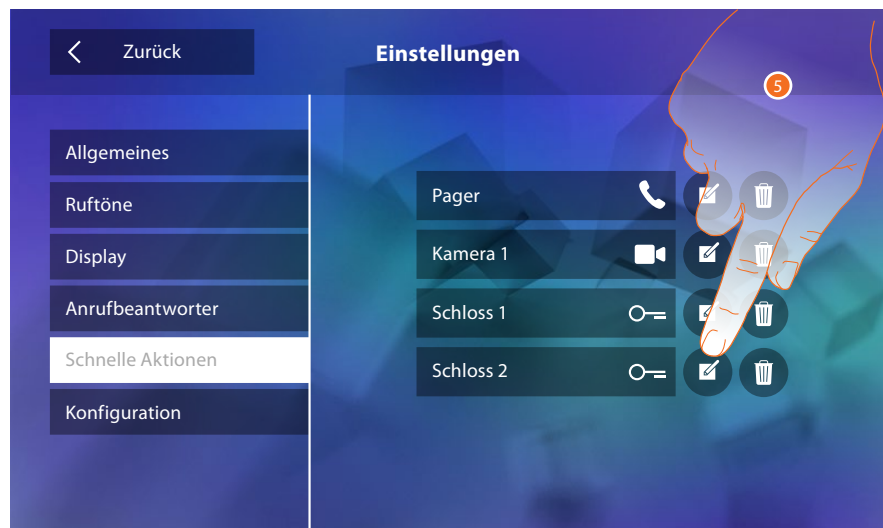 Zurück
Einstellungen
5
Allgemeines
Ruftöne
Display
Anrufbeantworter
Schnelle Aktionen
Konfiguration
Pager
Kamera 1
Schloss 1
Schloss 2